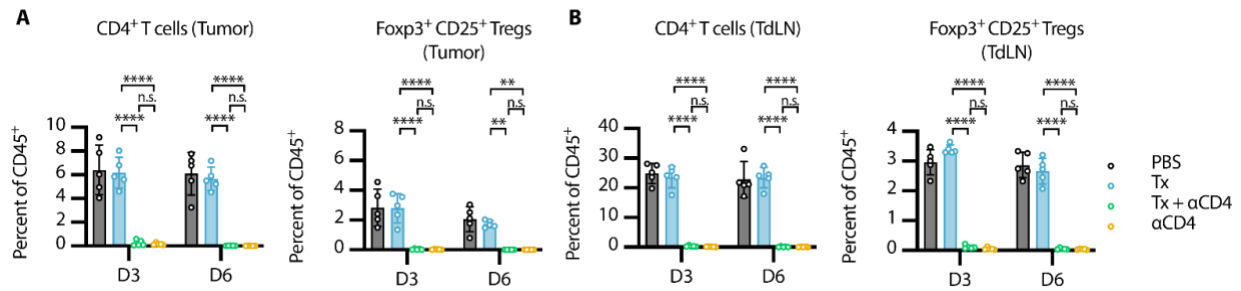 A
CD4+ T cells (Tumor)
Percent of CD45+
10
8
6
4
2
0
****
n.s.
****
****
n.s.
****
D3
D6
Foxp3+ CD25+ Tregs
(Tumor)
Percent of CD45+
8
6
4
2
0
****
n.s.
****
**
n.s.
**
D3
D6
B
CD4+ T cells (TdLN)
Percent of CD45+
40
30
20
10
0
****
n.s.
****
****
n.s.
****
D3
D6
Foxp3+ CD25+ Tregs
(TdLN)
Percent of CD45+
4
3
2
1
0
****
n.s.
****
****
n.s.
****
D3
D6
PBS
Tx
Tx + αCD4
αCD4